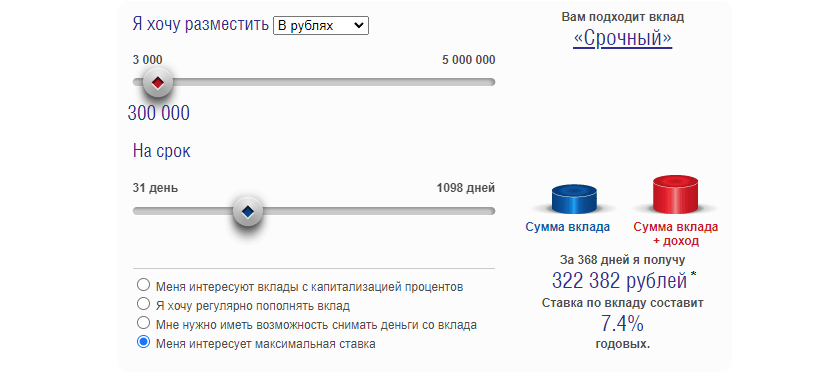 Я хочу разместить В рублях
3 000 5 000 000
300 000
На срок
31 день 1098 дней
Меня интересуют вклады с капитализацией процентов
Я хочу регулярно пополнять вклад
Мне нужно иметь возможность снимать деньги со вклада
Меня интересует максимальная ставка
Вам подходит вклад
«Срочный»
Сумма вклада
Сумма вклада
+ доход
За 368 дней я получу
322 382 рублей *
Ставка по вкладу составит
7.4%
годовых.